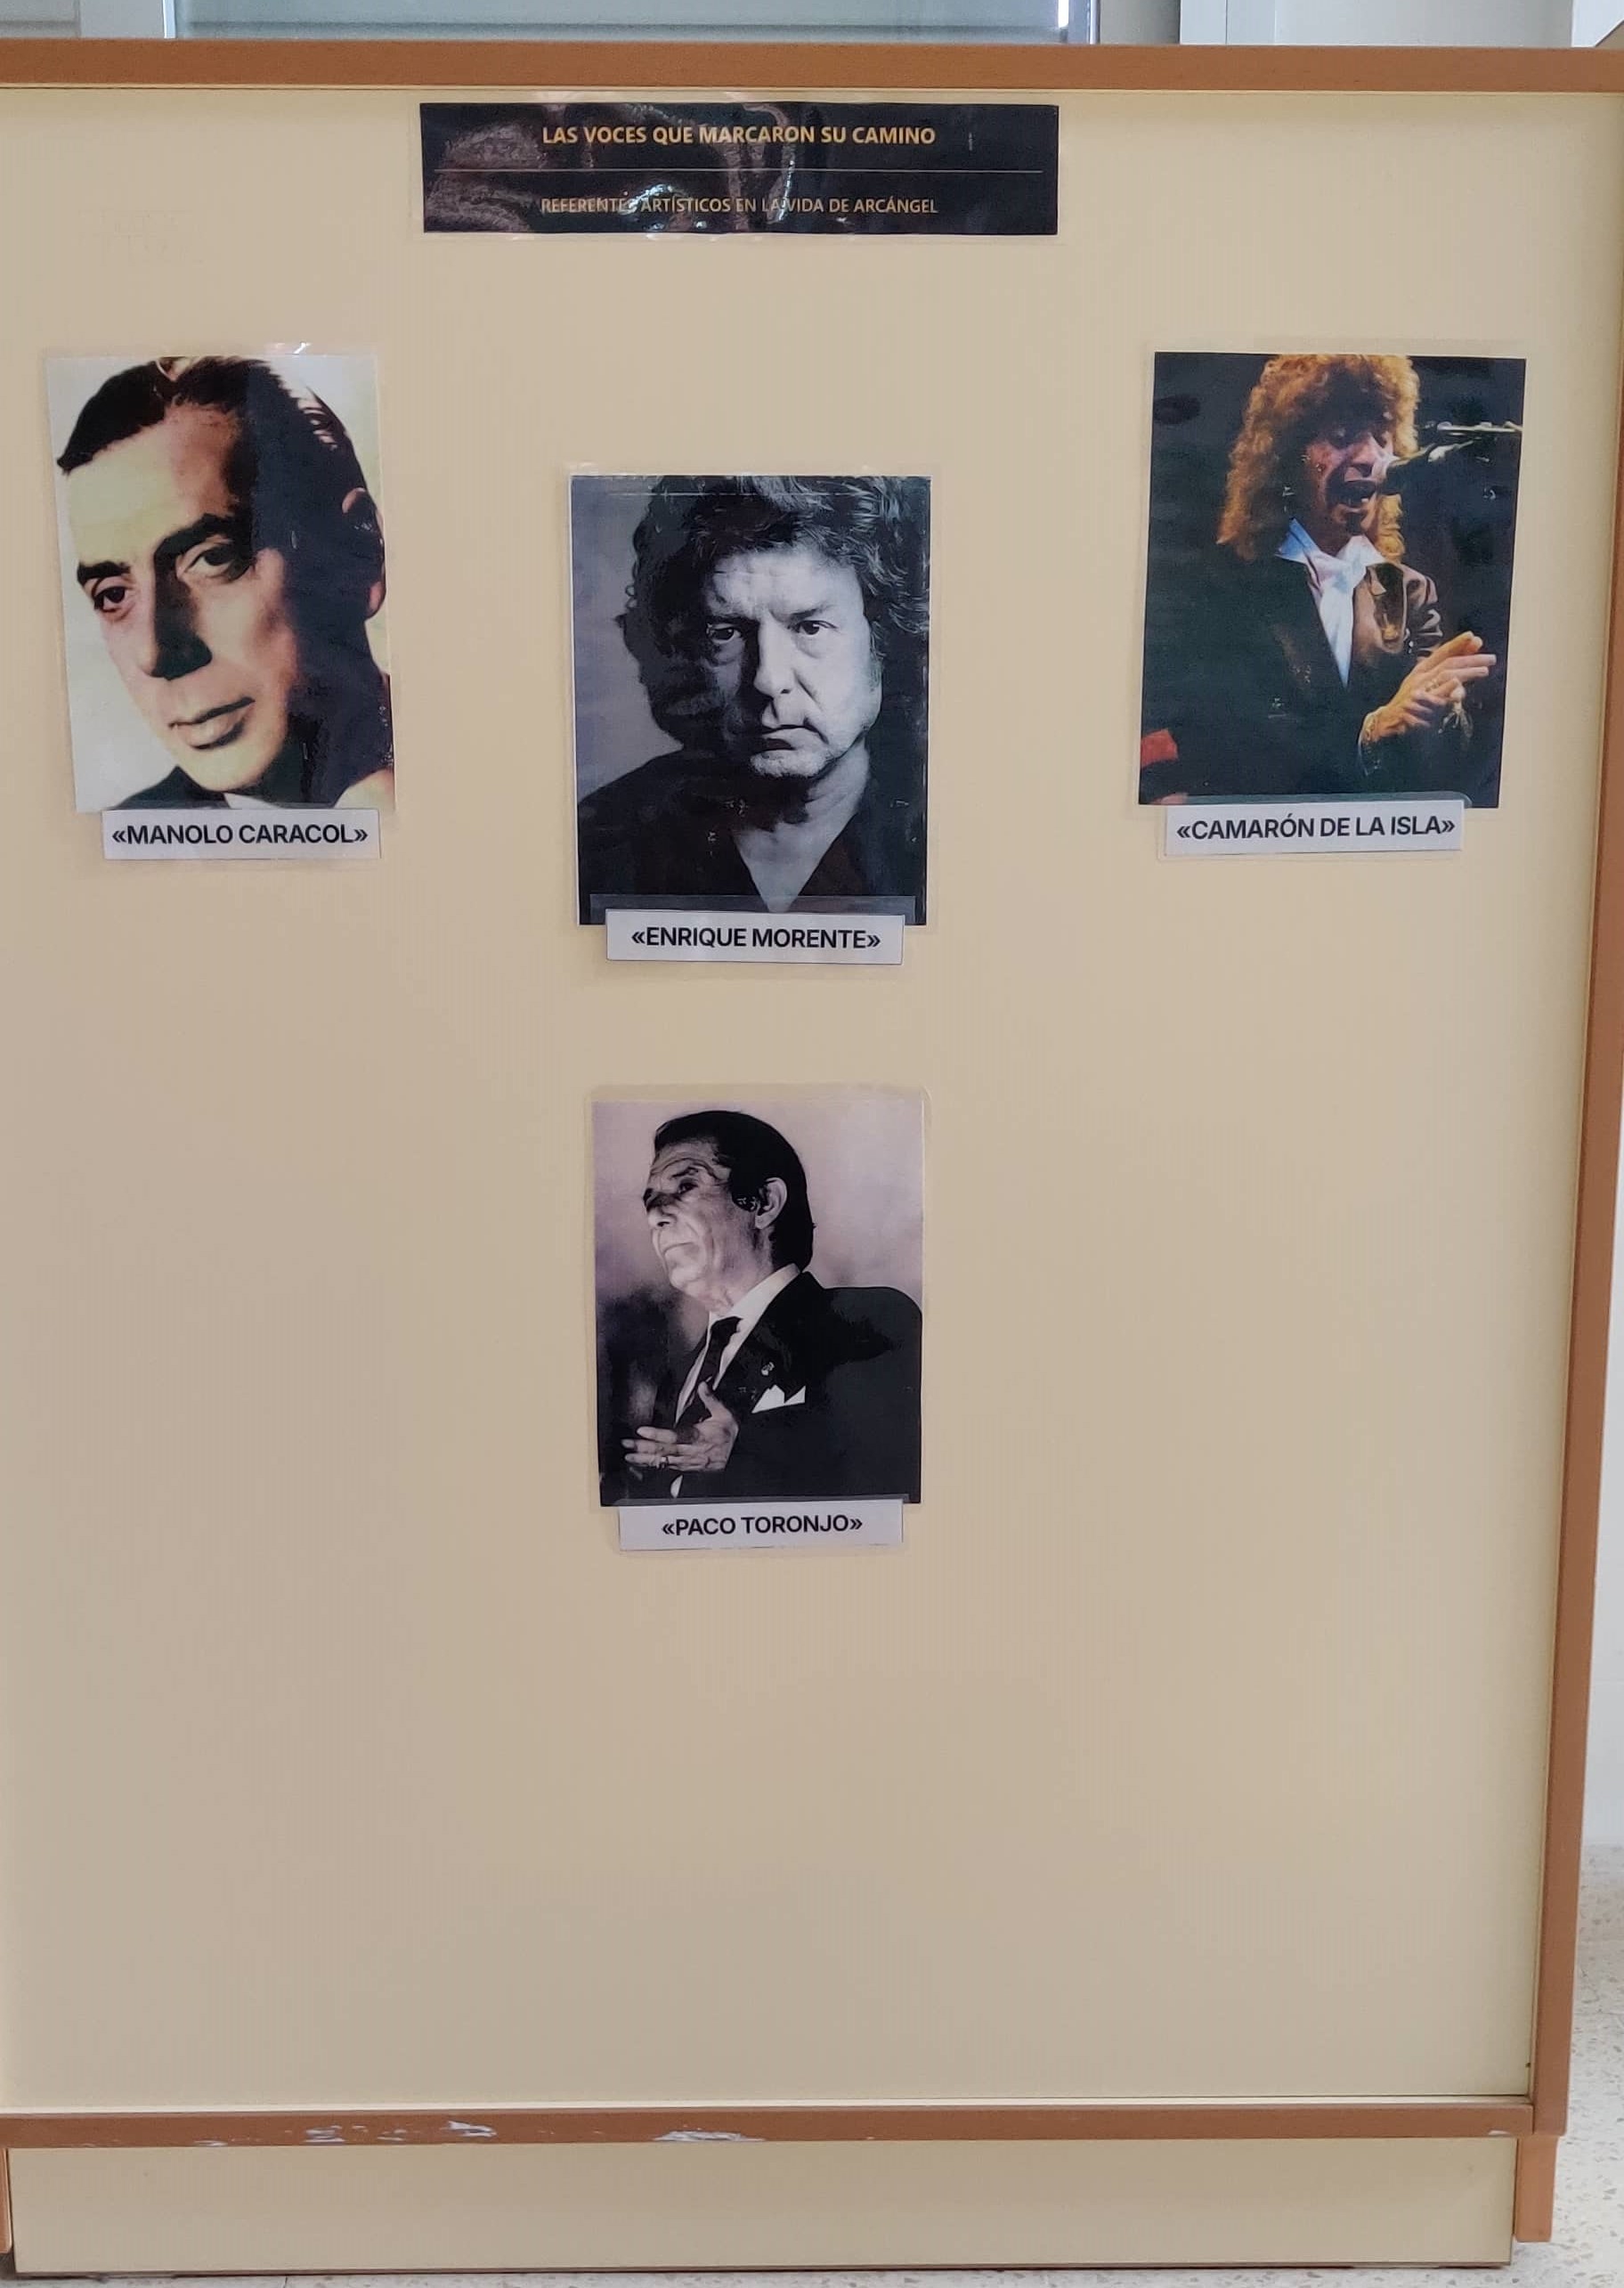 LAS VOCES QUE MARCARON SU CAMINO
REFERENTES ARTÍSTICOS EN LA VIDA DE ARCÁNGEL
«MANOLO CARACOL»
«ENRIQUE MORENTE»
«CAMARÓN DE LA ISLA»
«PACO TORONJO»